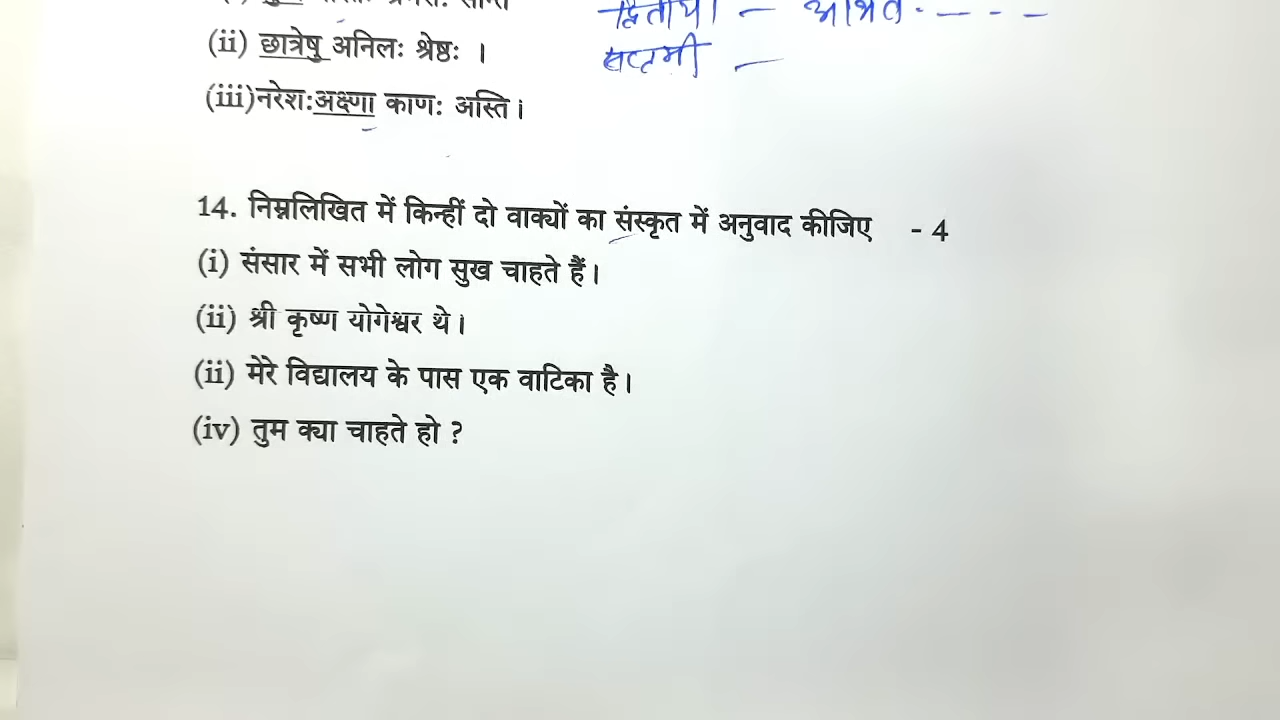 द्वितीया - आश्रित - - - -
(ii) छात्रेषु अनिलः श्रेष्ठः ।
सप्तमी -
(iii)नरेशः अक्ष्णा काणः अस्ति।
14. निम्नलिखित में किन्हीं दो वाक्यों का संस्कृत में अनुवाद कीजिए - 4
(i) संसार में सभी लोग सुख चाहते हैं।
(ii) श्री कृष्ण योगेश्वर थे।
(ii) मेरे विद्यालय के पास एक वाटिका है।
(iv) तुम क्या चाहते हो ?